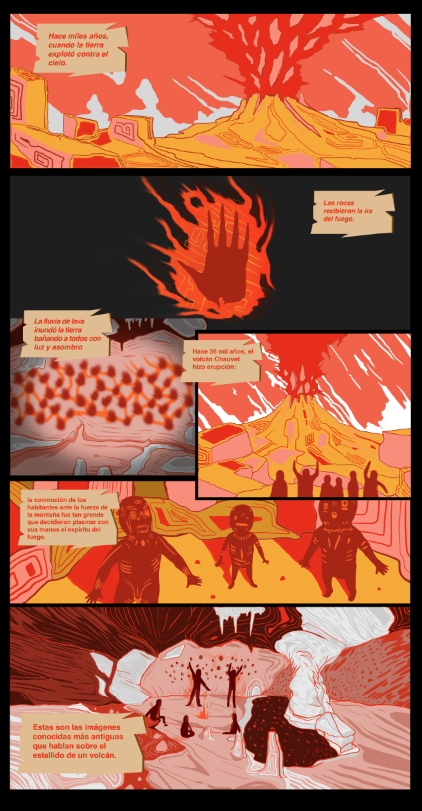 Hace miles años,
cuando la tierra
explotó contra el
cielo.
Las rocas
recibieron la ira
del fuego.
La lluvia de lava
inundó la tierra
bañando a todos con
luz y asombro
Hace 36 mil años, el
volcán Chauvet
hizo erupción:
la conmoción de los
habitantes ante la fuerza de
la montaña fue tan grande
que decidieron plasmar con
sus manos el espíritu del
fuego.
Estas son las imágenes
conocidas más antiguas
que hablan sobre el
estallido de un volcán.